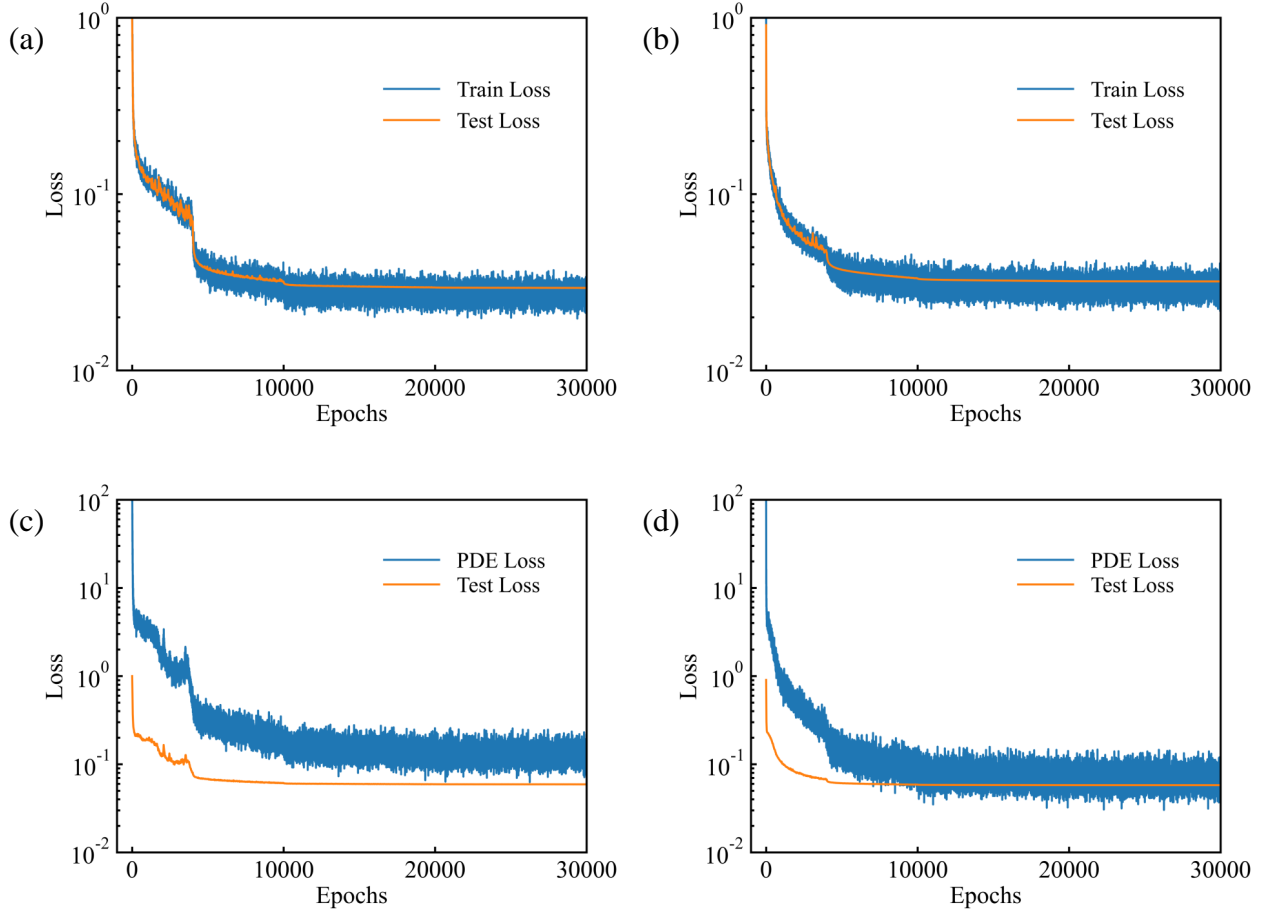 (a)
10^0
10^-1
10^-2
Loss
Train Loss
Test Loss
0 10000 20000 30000
Epochs
(b)
10^0
10^-1
10^-2
Loss
Train Loss
Test Loss
0 10000 20000 30000
Epochs
(c)
10^2
10^1
10^0
10^-1
10^-2
Loss
PDE Loss
Test Loss
0 10000 20000 30000
Epochs
(d)
10^2
10^1
10^0
10^-1
10^-2
Loss
PDE Loss
Test Loss
0 10000 20000 30000
Epochs